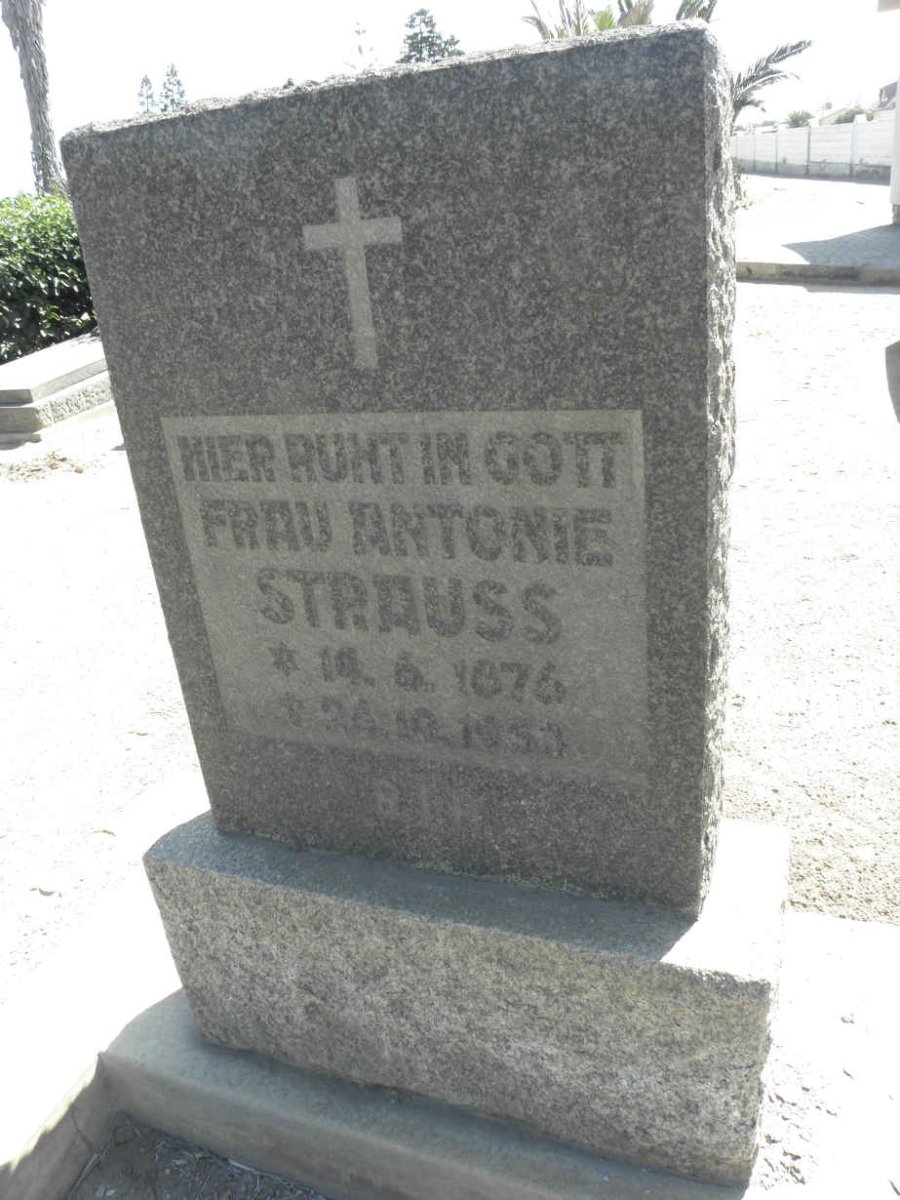 HIER RUHT IN GOTT
FRAU ANTONIE
STRAUSS
* 14. 6. 1876